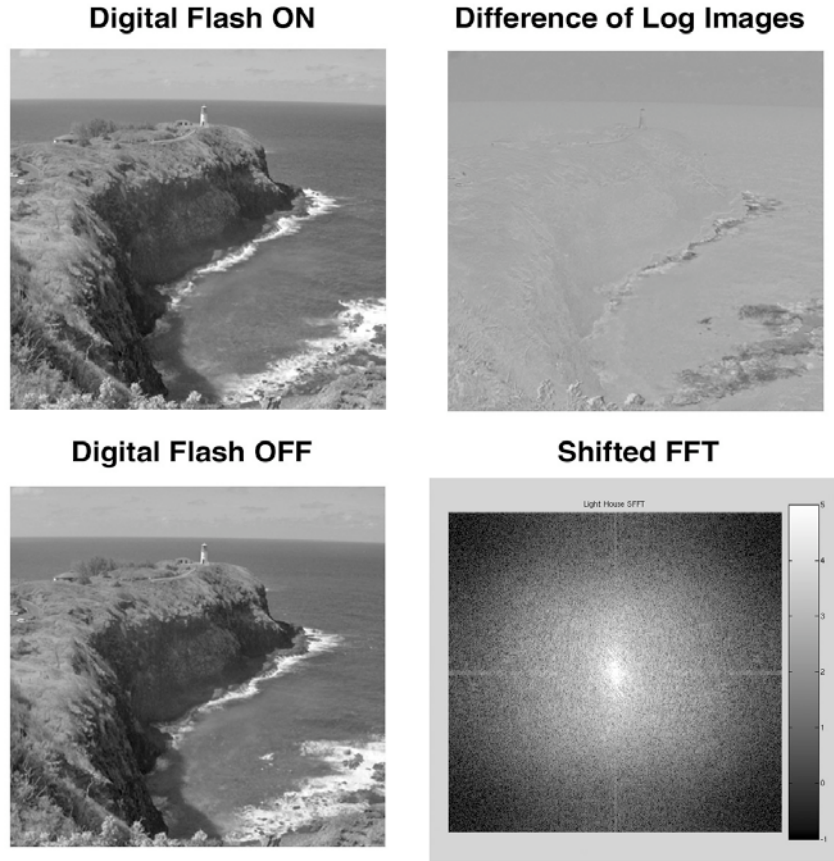 Digital Flash ON
Difference of Log Images
Digital Flash OFF
Shifted FFT
Light House SFFT
5
4
3
2
1
0
-1